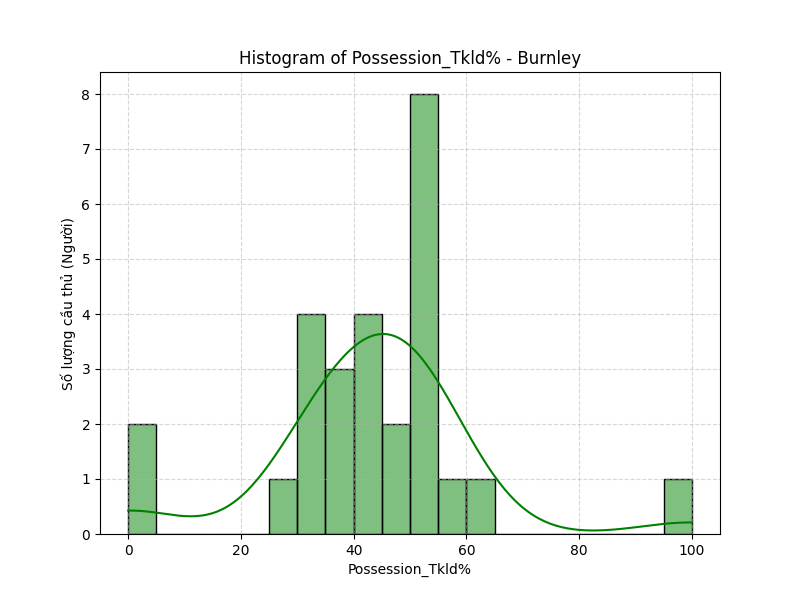 Histogram of Possession_Tkld% - Burnley
Số lượng cầu thủ (Người)
8
7
6
5
4
3
2
1
0
0 20 40 60 80 100
Possession_Tkld%